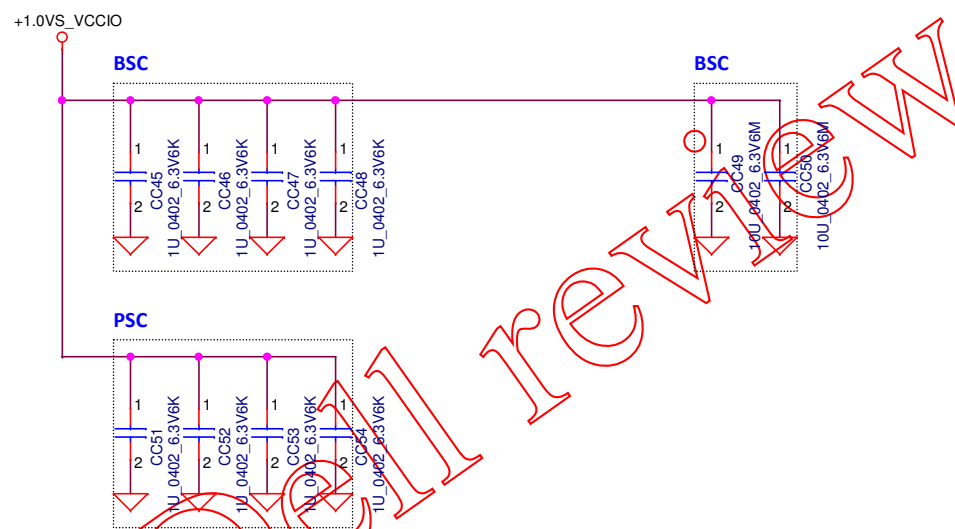 +1.0VS_VCCIO
BSC
1
2
CC45
1U_0402_6.3V6K
1
2
CC46
1U_0402_6.3V6K
1
2
CC47
1U_0402_6.3V6K
1
2
CC48
1U_0402_6.3V6K
BSC
1
2
CC49
10U_0402_6.3V6M
1
2
CC50
10U_0402_6.3V6M
PSC
1
2
CC51
1U_0402_6.3V6K
1
2
CC52
1U_0402_6.3V6K
1
2
CC53
1U_0402_6.3V6K
1
2
CC54
1U_0402_6.3V6K
ell review